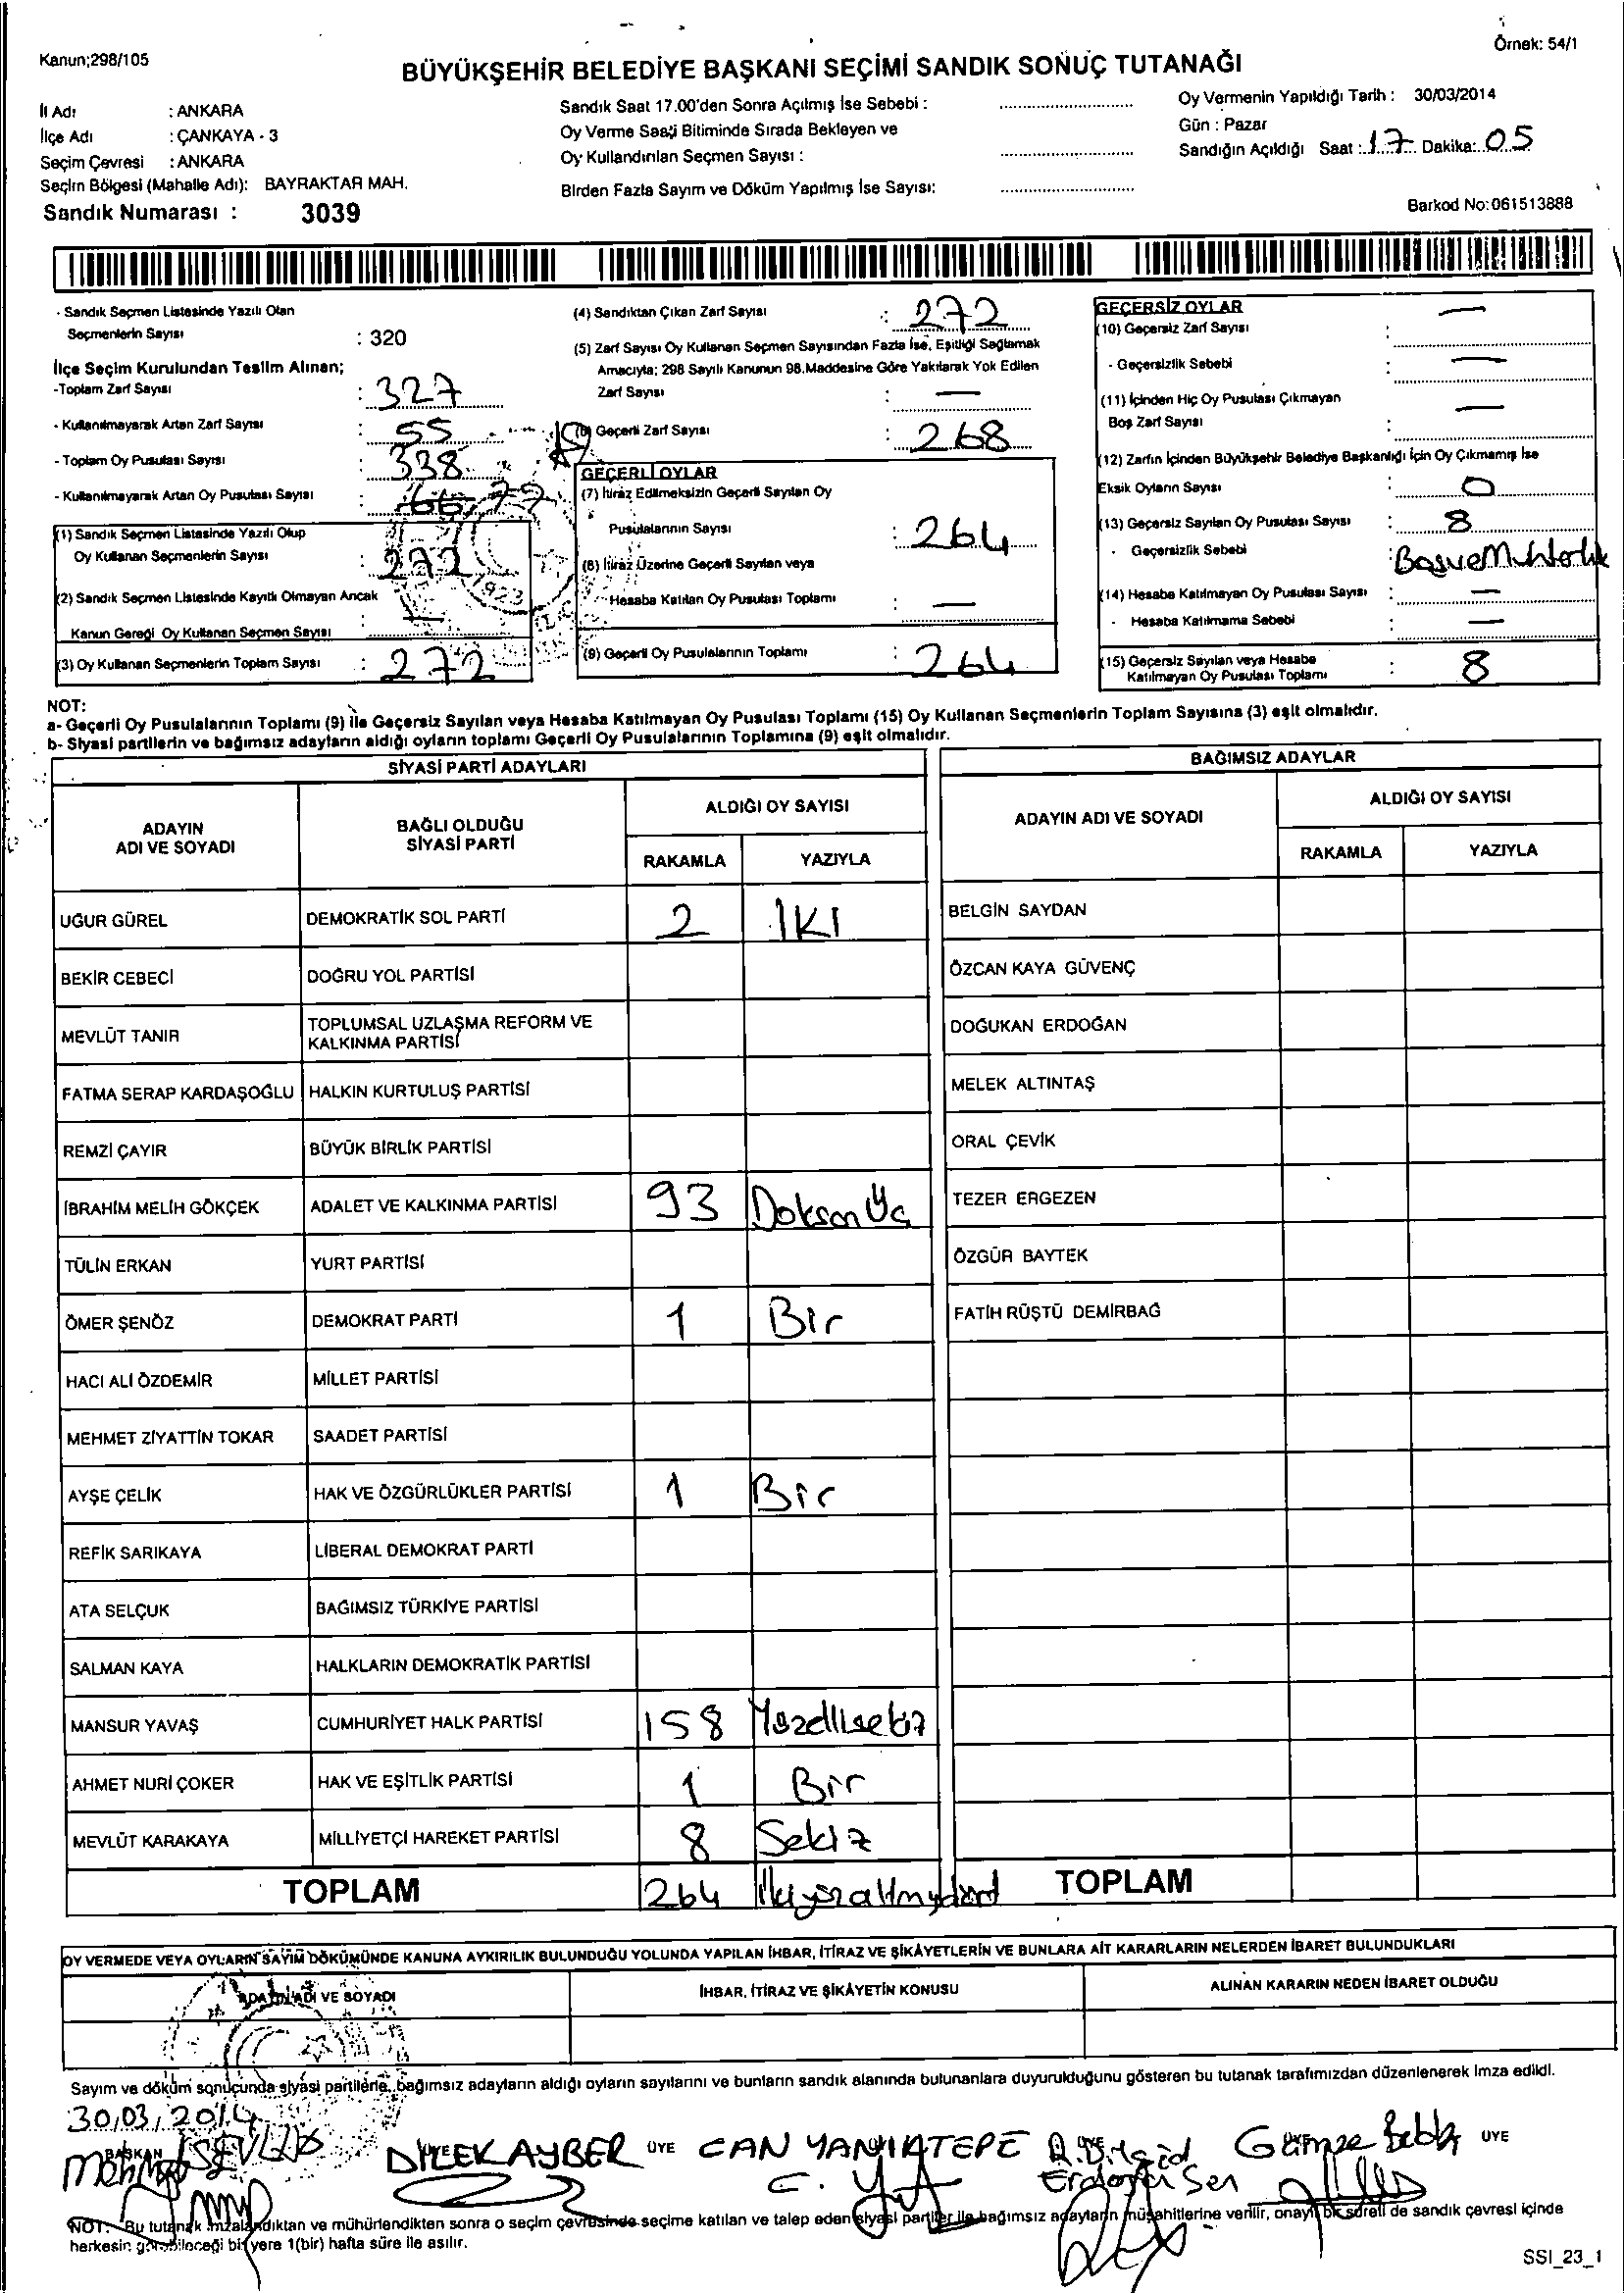 Kanun;298/105
Örnek: 54/1
BÜYÜKŞEHİR BELEDİYE BAŞKANI SEÇİMİ SANDIK SONUÇ TUTANAĞI
İl Adı : ANKARA
İlçe Adı : ÇANKAYA - 3
Seçim Çevresi : ANKARA
Seçim Bölgesi (Mahalle Adı): BAYRAKTAR MAH.
Sandık Numarası : 3039
Sandık Saat 17.00'den Sonra Açılmış İse Sebebi :
Oy Verme Saati Bitiminde Sırada Bekleyen ve
Oy Kullandırılan Seçmen Sayısı :
Birden Fazla Sayım ve Döküm Yapılmış İse Sayısı:
Oy Vermenin Yapıldığı Tarih : 30/03/2014
Gün : Pazar
Sandığın Açıldığı Saat : 17 Dakika: 05
Barkod No:061513888
- Sandık Seçmen Listesinde Yazılı Olan
Seçmenlerin Sayısı : 320
İlçe Seçim Kurulundan Teslim Alınan;
-Toplam Zarf Sayısı : 327
- Kullanılmayarak Artan Zarf Sayısı : 55
- Toplam Oy Pusulası Sayısı : 338
- Kullanılmayarak Artan Oy Pusulası Sayısı : 66
(1) Sandık Seçmen Listesinde Yazılı Olup
Oy Kullanan Seçmenlerin Sayısı : 272
(2) Sandık Seçmen Listesinde Kayıtlı Olmayan Ancak
Kanun Gereği Oy Kullanan Seçmen Sayısı : —
(3) Oy Kullanan Seçmenlerin Toplam Sayısı : 272
(4) Sandıktan Çıkan Zarf Sayısı : 272
(5) Zarf Sayısı Oy Kullanan Seçmen Sayısından Fazla İse, Eşitliği Sağlamak
Amacıyla; 298 Sayılı Kanunun 98.Maddesine Göre Yakılarak Yok Edilen
Zarf Sayısı : —
(6) Geçerli Zarf Sayısı : 268
GEÇERLİ OYLAR
(7) İtiraz Edilmeksizin Geçerli Sayılan Oy
Pusulalarının Sayısı : 264
(8) İtiraz Üzerine Geçerli Sayılan veya
Hesaba Katılan Oy Pusulası Toplamı : —
(9) Geçerli Oy Pusulalarının Toplamı : 264
GEÇERSİZ OYLAR
(10) Geçersiz Zarf Sayısı : —
- Geçersizlik Sebebi : —
(11) İçinden Hiç Oy Pusulası Çıkmayan
Boş Zarf Sayısı : —
(12) Zarfın İçinden Büyükşehir Belediye Başkanlığı İçin Oy Çıkmamış İse
Eksik Oyların Sayısı : 0
(13) Geçersiz Sayılan Oy Pusulası Sayısı : 8
- Geçersizlik Sebebi :
(14) Hesaba Katılmayan Oy Pusulası Sayısı : —
- Hesaba Katılmama Sebebi : —
(15) Geçersiz Sayılan veya Hesaba
Katılmayan Oy Pusulası Toplamı : 8
NOT:
a- Geçerli Oy Pusulalarının Toplamı (9) ile Geçersiz Sayılan veya Hesaba Katılmayan Oy Pusulası Toplamı (15) Oy Kullanan Seçmenlerin Toplam Sayısına (3) eşit olmalıdır.
b- Siyasi partilerin ve bağımsız adayların aldığı oyların toplamı Geçerli Oy Pusulalarının Toplamına (9) eşit olmalıdır.
SİYASİ PARTİ ADAYLARI
ADAYIN
ADI VE SOYADI
BAĞLI OLDUĞU
SİYASİ PARTİ
ALDIĞI OY SAYISI
RAKAMLA YAZIYLA
UĞUR GÜREL DEMOKRATİK SOL PARTİ 2 İKİ
BEKİR CEBECİ DOĞRU YOL PARTİSİ
MEVLÜT TANIR TOPLUMSAL UZLAŞMA REFORM VE
KALKINMA PARTİSİ
FATMA SERAP KARDAŞOĞLU HALKIN KURTULUŞ PARTİSİ
REMZİ ÇAYIR BÜYÜK BİRLİK PARTİSİ
İBRAHİM MELİH GÖKÇEK ADALET VE KALKINMA PARTİSİ 93 Doksan Üç
TÜLİN ERKAN YURT PARTİSİ
ÖMER ŞENÖZ DEMOKRAT PARTİ 1 Bir
HACI ALİ ÖZDEMİR MİLLET PARTİSİ
MEHMET ZİYATTİN TOKAR SAADET PARTİSİ
AYŞE ÇELİK HAK VE ÖZGÜRLÜKLER PARTİSİ 1 Bir
REFİK SARIKAYA LİBERAL DEMOKRAT PARTİ
ATA SELÇUK BAĞIMSIZ TÜRKİYE PARTİSİ
SALMAN KAYA HALKLARIN DEMOKRATİK PARTİSİ
MANSUR YAVAŞ CUMHURİYET HALK PARTİSİ 158 Yüzellisekiz
AHMET NURİ ÇOKER HAK VE EŞİTLİK PARTİSİ 1 Bir
MEVLÜT KARAKAYA MİLLİYETÇİ HAREKET PARTİSİ 8 Sekiz
TOPLAM 264 İkiyüzaltmışdört
BAĞIMSIZ ADAYLAR
ADAYIN ADI VE SOYADI
ALDIĞI OY SAYISI
RAKAMLA YAZIYLA
BELGİN SAYDAN
ÖZCAN KAYA GÜVENÇ
DOĞUKAN ERDOĞAN
MELEK ALTINTAŞ
ORAL ÇEVİK
TEZER ERGEZEN
ÖZGÜR BAYTEK
FATİH RÜŞTÜ DEMİRBAĞ
TOPLAM
OY VERMEDE VEYA OYLARIN SAYIM DÖKÜMÜNDE KANUNA AYKIRILIK BULUNDUĞU YOLUNDA YAPILAN İHBAR, İTİRAZ VE ŞİKÂYETLERİN VE BUNLARA AİT KARARLARIN NELERDEN İBARET BULUNDUKLARI
ADAYIN ADI VE SOYADI İHBAR, İTİRAZ VE ŞİKÂYETİN KONUSU ALINAN KARARIN NEDEN İBARET OLDUĞU
Sayım ve döküm sonucunda siyasi partilerle, bağımsız adayların aldığı oyların sayılarını ve bunların sandık alanında bulunanlara duyurulduğunu gösteren bu tutanak tarafımızdan düzenlenerek imza edildi.
30,03,2014
BAŞKAN DİLEK AYBER ÜYE CAN Gamze ÜYE
NOT: Bu tutanak imzalandıktan ve mühürlendikten sonra o seçim çevresinde seçime katılan ve talep eden siyasi partiler ile bağımsız adayların müşahitlerine verilir, onaylı bir sureti de sandık çevresi içinde
herkesin görebileceği bir yere 1(bir) hafta süre ile asılır.
SSI_23_1